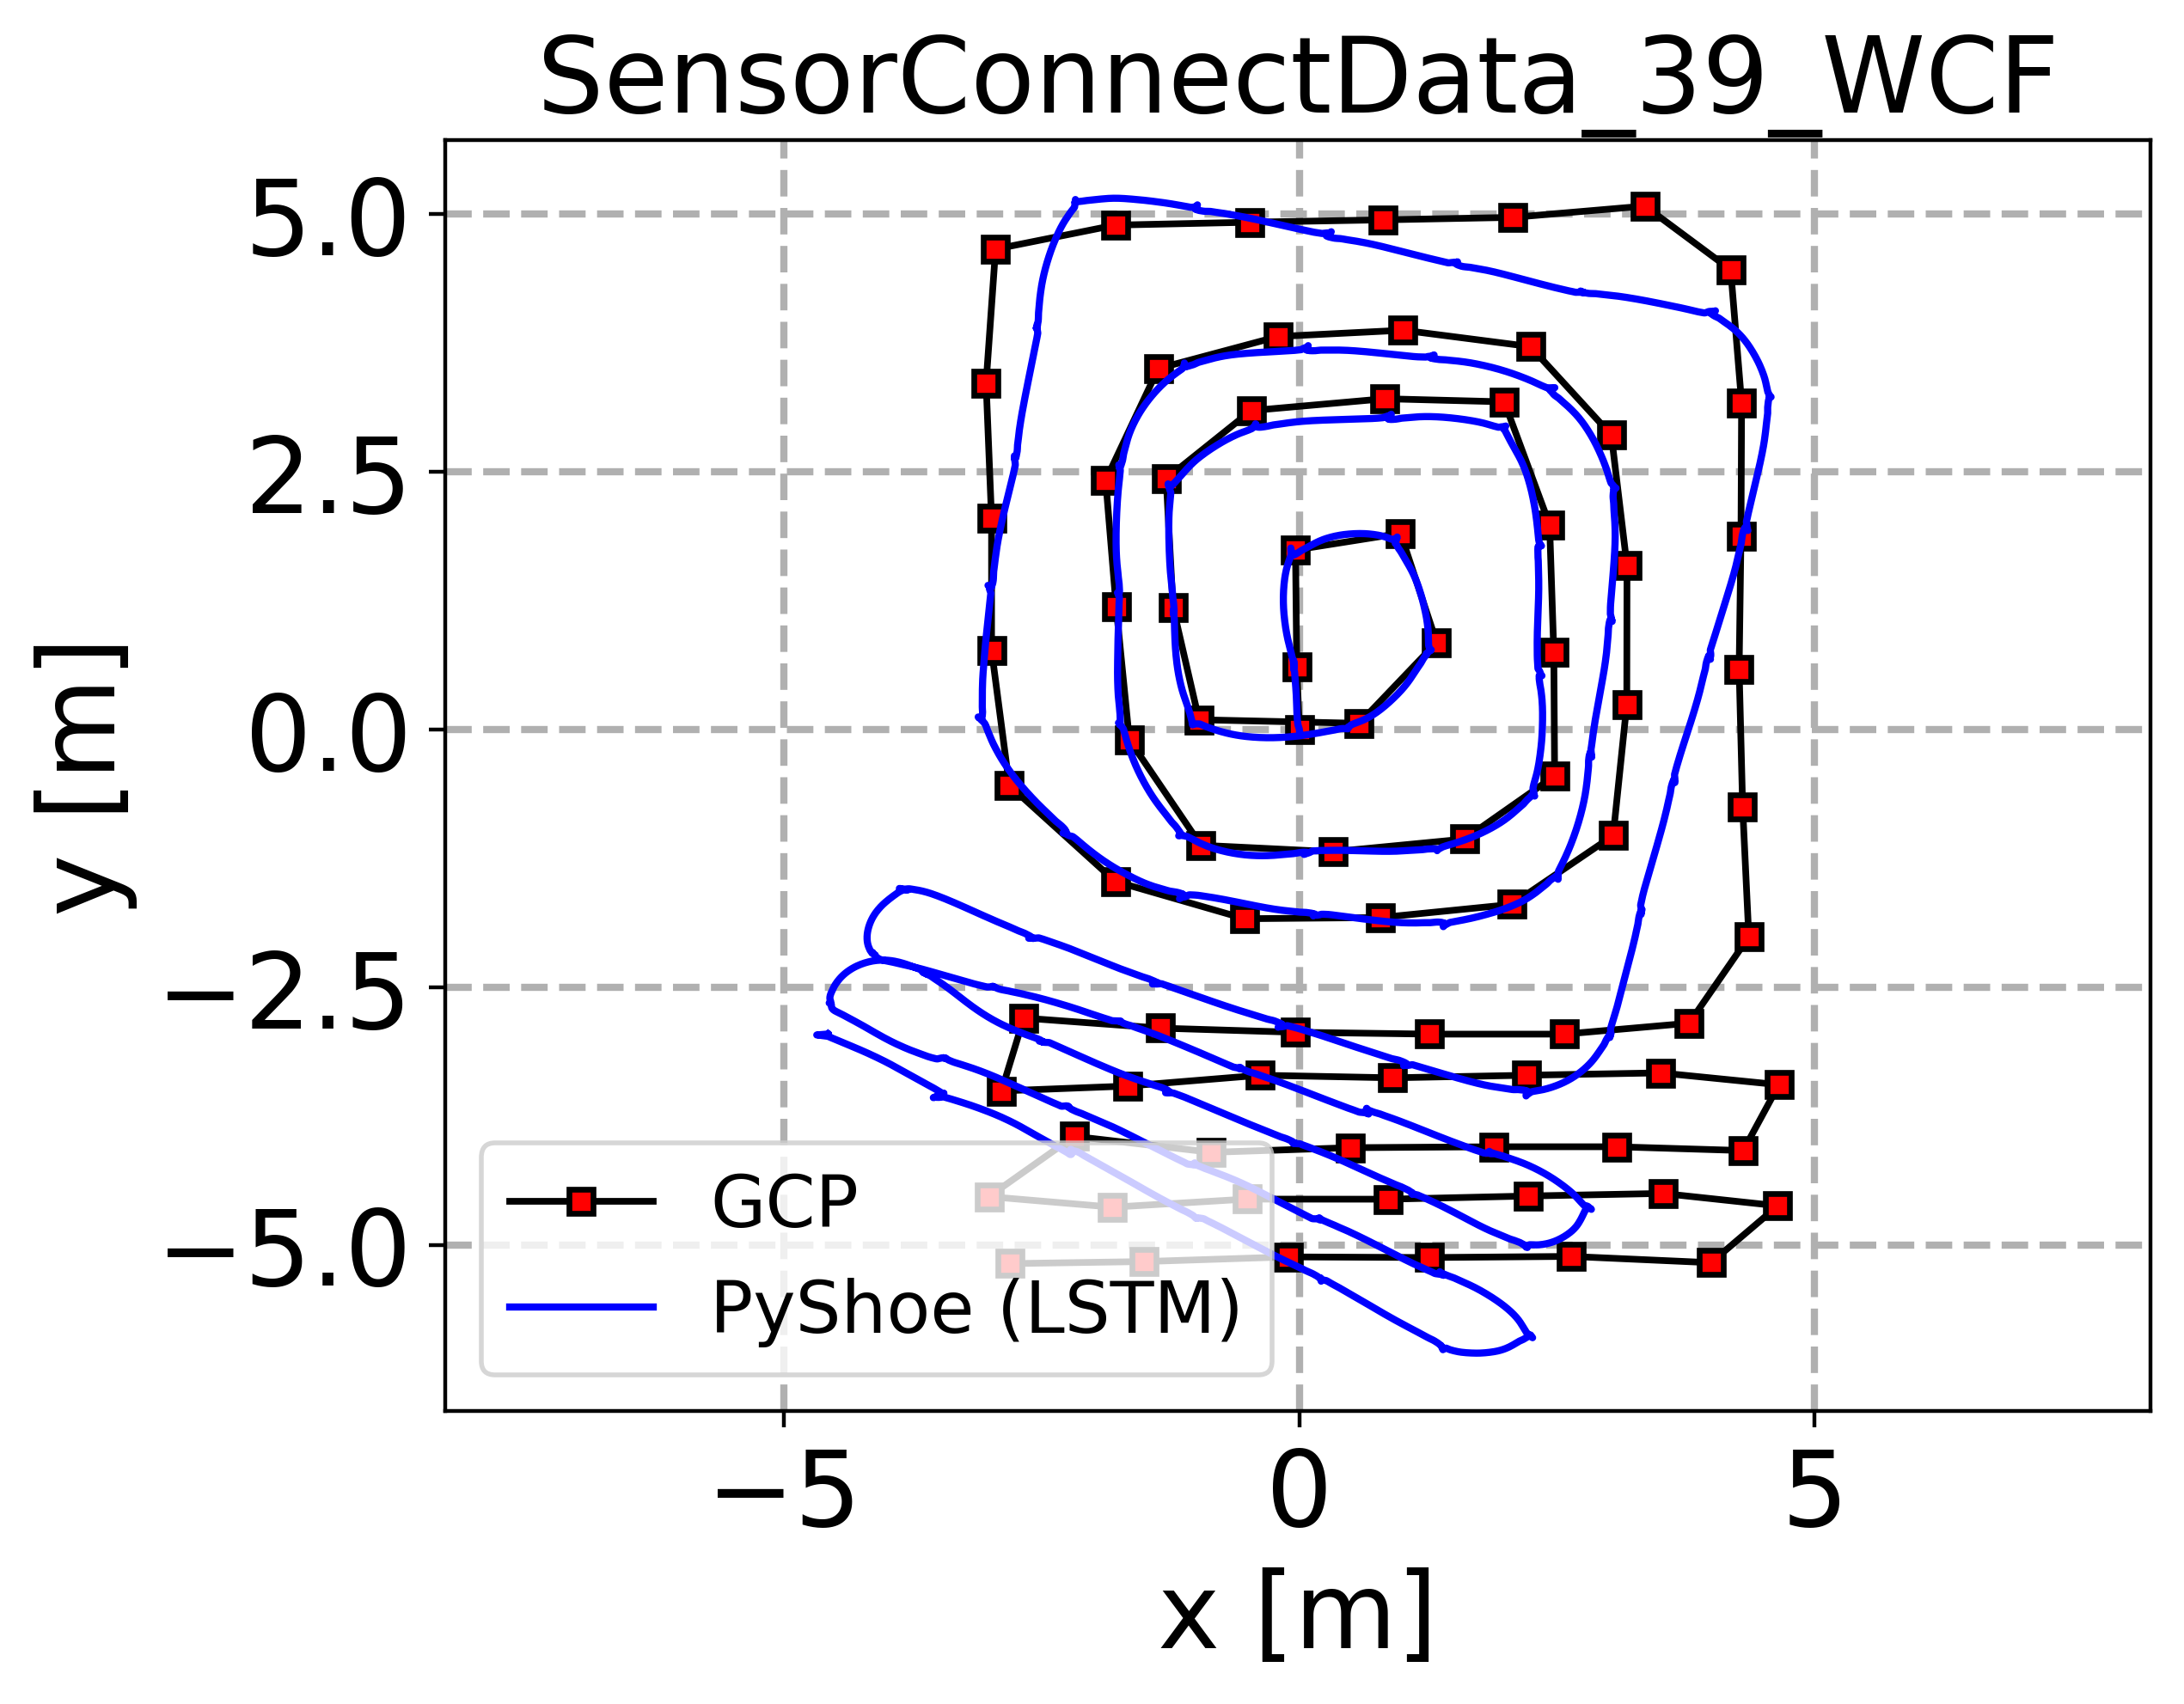 SensorConnectData_39_WCF
5.0
2.5
0.0
−2.5
−5.0
y [m]
GCP
PyShoe (LSTM)
−5
0
5
x [m]